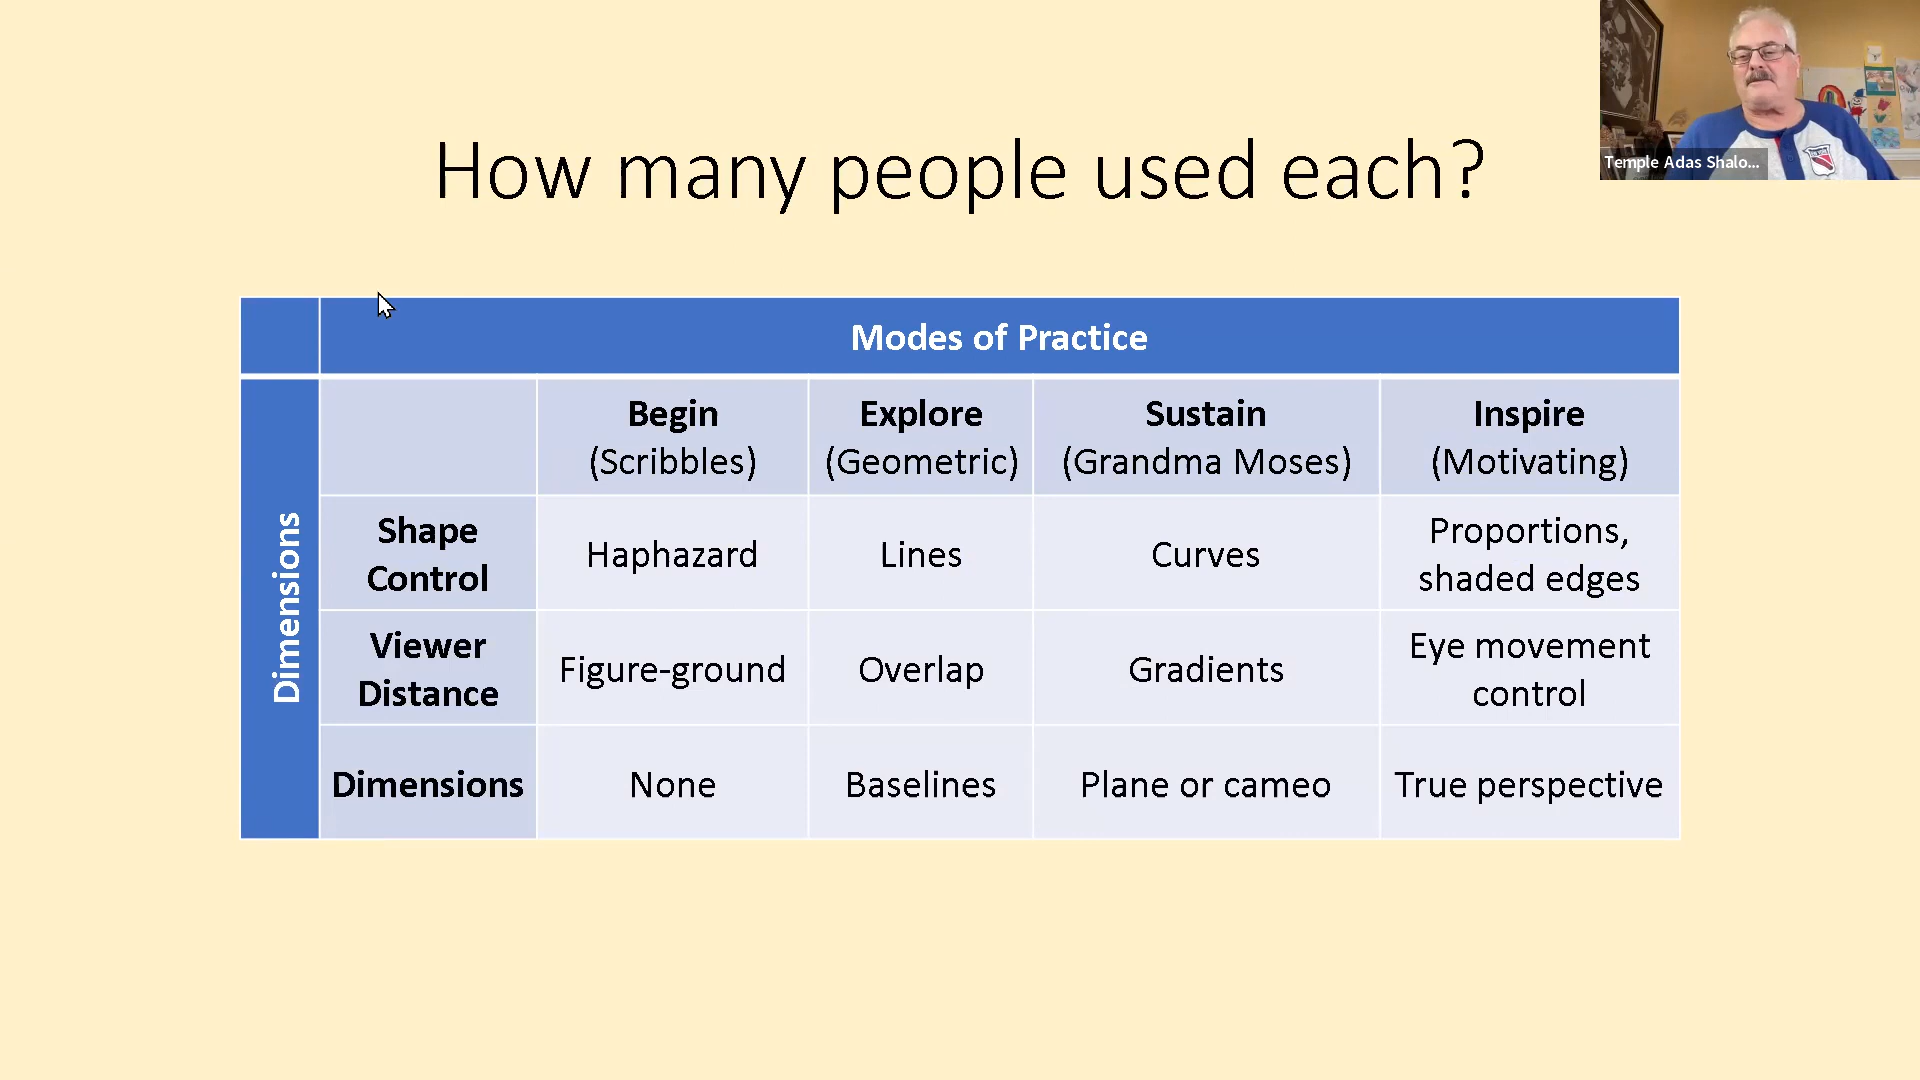 How many people used each?
Temple Adas Shalo...
Modes of Practice
Dimensions
Begin
(Scribbles)
Explore
(Geometric)
Sustain
(Grandma Moses)
Inspire
(Motivating)
Shape
Control
Haphazard
Lines
Curves
Proportions,
shaded edges
Viewer
Distance
Figure-ground
Overlap
Gradients
Eye movement
control
Dimensions
None
Baselines
Plane or cameo
True perspective